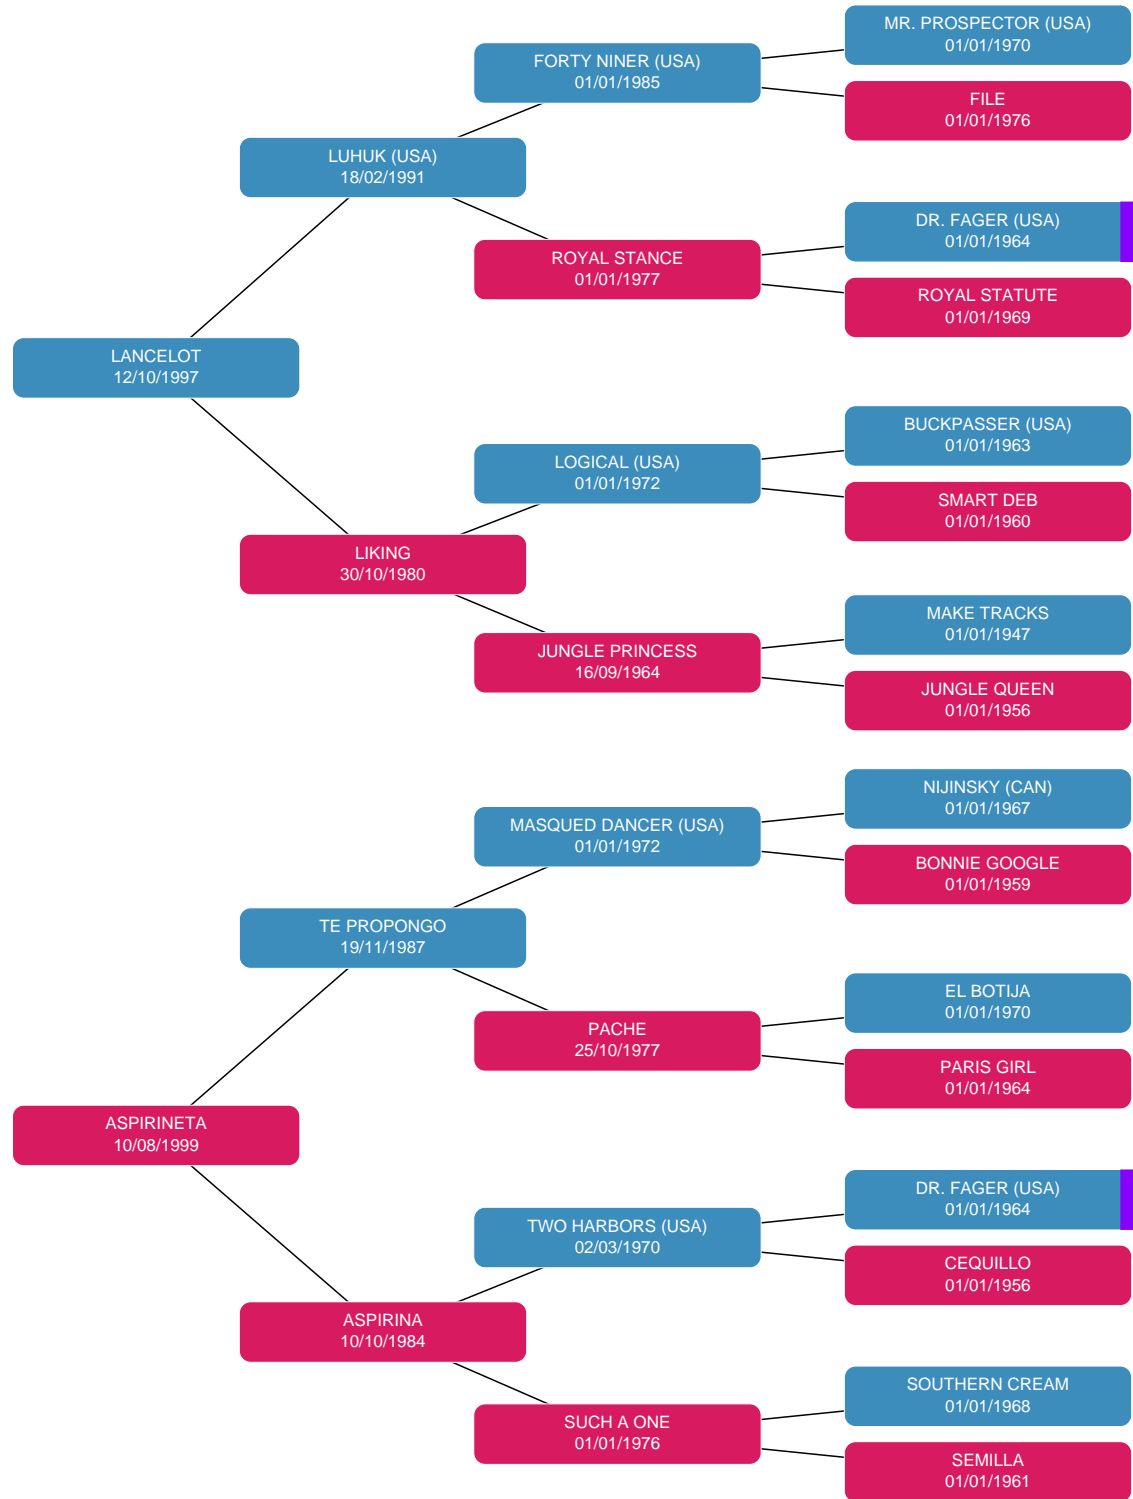 MR. PROSPECTOR (USA)
01/01/1970
FORTY NINER (USA)
01/01/1985
FILE
01/01/1976
LUHUK (USA)
18/02/1991
DR. FAGER (USA)
01/01/1964
ROYAL STANCE
01/01/1977
ROYAL STATUTE
01/01/1969
LANCELOT
12/10/1997
BUCKPASSER (USA)
01/01/1963
LOGICAL (USA)
01/01/1972
SMART DEB
01/01/1960
LIKING
30/10/1980
MAKE TRACKS
01/01/1947
JUNGLE PRINCESS
16/09/1964
JUNGLE QUEEN
01/01/1956
NIJINSKY (CAN)
01/01/1967
MASQUED DANCER (USA)
01/01/1972
BONNIE GOOGLE
01/01/1959
TE PROPONGO
19/11/1987
EL BOTIJA
01/01/1970
PACHE
25/10/1977
PARIS GIRL
01/01/1964
ASPIRINETA
10/08/1999
DR. FAGER (USA)
01/01/1964
TWO HARBORS (USA)
02/03/1970
CEQUILLO
01/01/1956
ASPIRINA
10/10/1984
SOUTHERN CREAM
01/01/1968
SUCH A ONE
01/01/1976
SEMILLA
01/01/1961